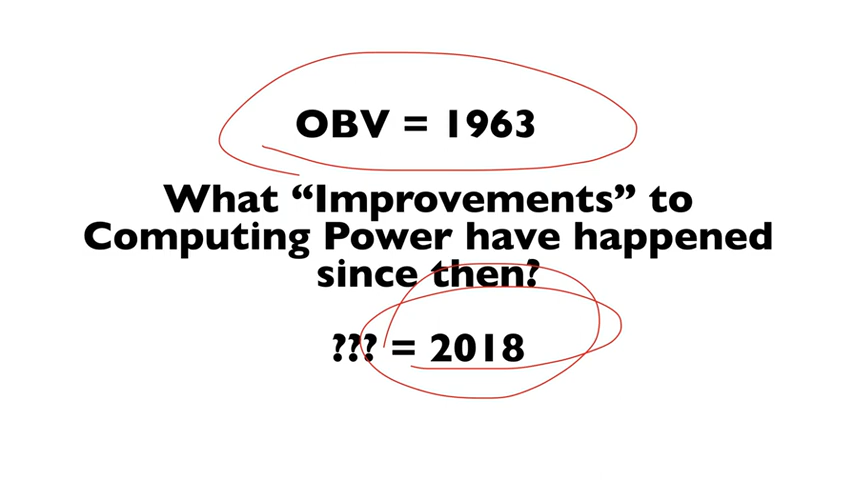 OBV = 1963
What “Improvements” to
Computing Power have happened
since then?
??? = 2018